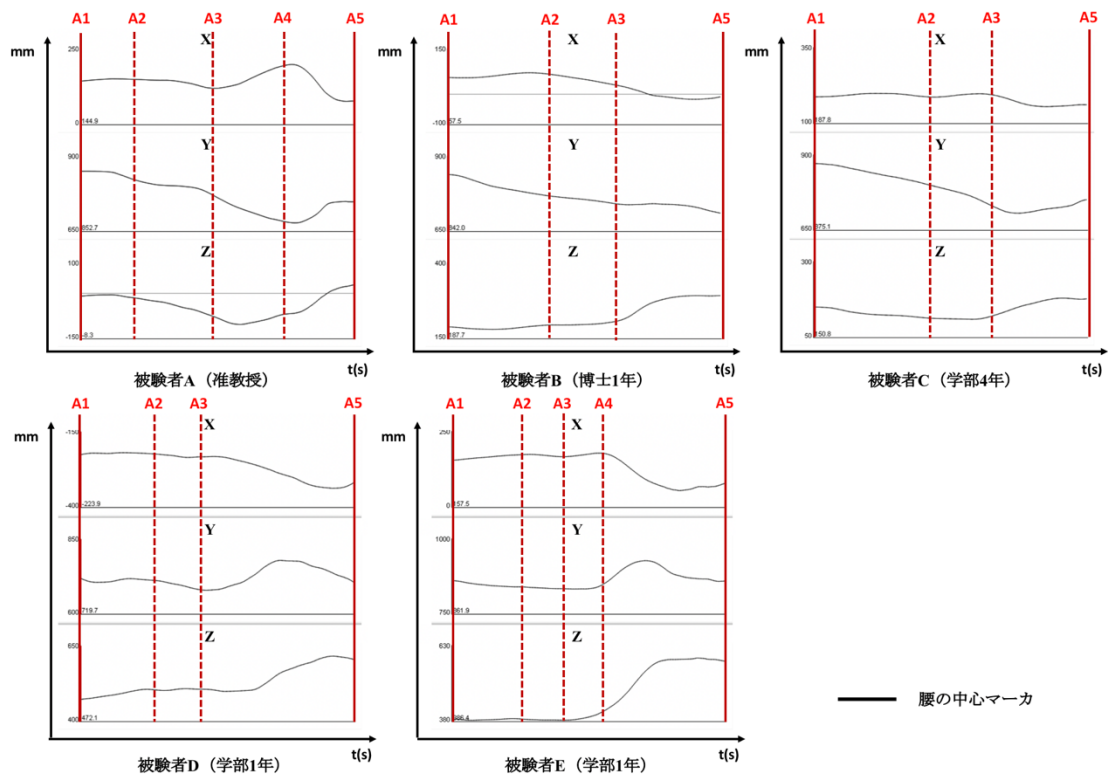 A1 A2 A3 A4 A5
mm
X
250
0 144.9
Y
900
650 852.7
Z
100
-150 -8.3
t(s)
被験者A（准教授）
A1 A2 A3 A5
mm
X
150
-100 57.5
Y
900
650 842.0
Z
400
150 187.7
t(s)
被験者B（博士1年）
A1 A2 A3 A5
mm
X
350
100 187.8
Y
900
650 875.1
Z
300
50 150.8
t(s)
被験者C（学部4年）
A1 A2 A3 A5
mm
X
-150
-400 -223.9
Y
850
600 719.7
Z
650
400 472.1
t(s)
被験者D（学部1年）
A1 A2 A3 A4 A5
mm
X
250
0 157.5
Y
1000
750 861.9
Z
630
380 386.4
t(s)
被験者E（学部1年）
腰の中心マーカ